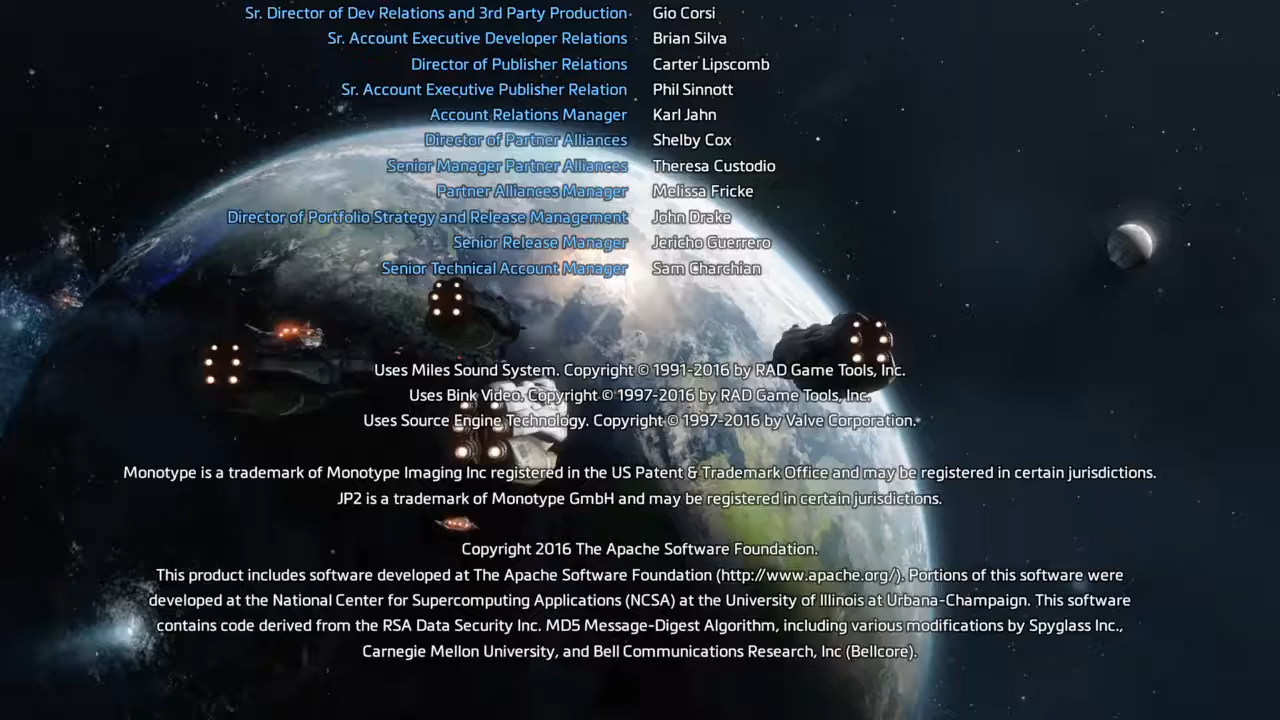 Sr. Director of Dev Relations and 3rd Party Production Gio Corsi
Sr. Account Executive Developer Relations Brian Silva
Director of Publisher Relations Carter Lipscomb
Sr. Account Executive Publisher Relation Phil Sinnott
Account Relations Manager Karl Jahn
Director of Partner Alliances Shelby Cox
Senior Manager Partner Alliances Theresa Custodio
Partner Alliances Manager Melissa Fricke
Director of Portfolio Strategy and Release Management John Drake
Senior Release Manager Jericho Guerrero
Senior Technical Account Manager Sam Charchian
Uses Miles Sound System. Copyright © 1991-2016 by RAD Game Tools, Inc.
Uses Bink Video. Copyright © 1997-2016 by RAD Game Tools, Inc.
Uses Source Engine Technology. Copyright © 1997-2016 by Valve Corporation.
Monotype is a trademark of Monotype Imaging Inc registered in the US Patent & Trademark Office and may be registered in certain jurisdictions.
JP2 is a trademark of Monotype GmbH and may be registered in certain jurisdictions.
Copyright 2016 The Apache Software Foundation.
This product includes software developed at The Apache Software Foundation (http://www.apache.org/). Portions of this software were
developed at the National Center for Supercomputing Applications (NCSA) at the University of Illinois at Urbana-Champaign. This software
contains code derived from the RSA Data Security Inc. MD5 Message-Digest Algorithm, including various modifications by Spyglass Inc.,
Carnegie Mellon University, and Bell Communications Research, Inc (Bellcore).